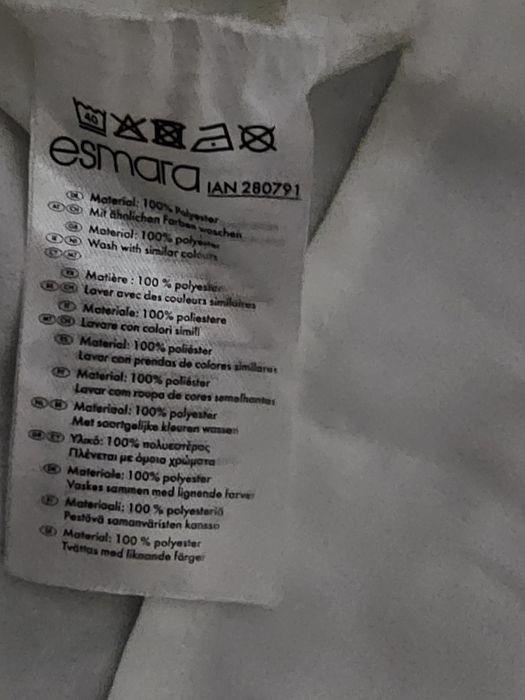 40
esmara IAN 280791
Material: 100% Polyester
Mit ähnlichen Farben waschen
Material: 100% polyester
Wash with similar colours
Matière : 100 % polyester
Laver avec des couleurs similaires
Materiale: 100% poliestere
Lavare con colori simili
Material: 100% poliéster
Lavar con prendas de colores similares
Material: 100% poliéster
Lavar com roupa de cores semelhantes
Materiaal: 100% polyester
Met soortgelijke kleuren wassen
Υλικό: 100% πολυεστέρας
Πλένεται με όμοια χρώματα
Materiale: 100% polyester
Vaskes sammen med lignende farver
Materiaali: 100% polyesteriä
Pestävä samanväristen kanssa
Material: 100 % polyester
Tvättas med liknande färger